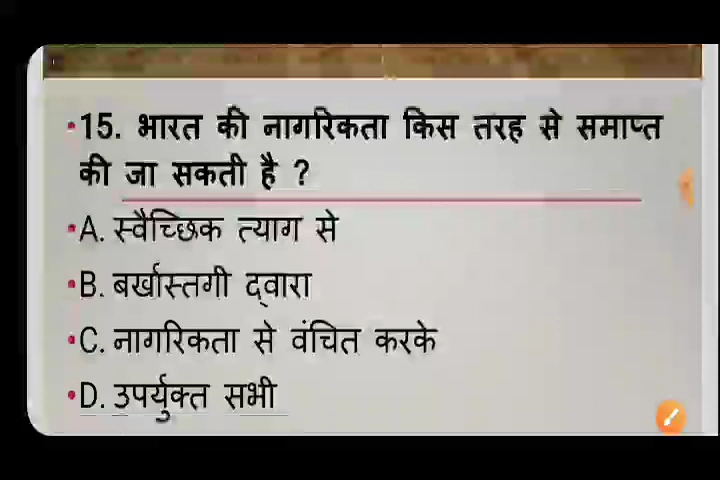 •15. भारत की नागरिकता किस तरह से समाप्त
की जा सकती है ?
•A. स्वैच्छिक त्याग से
•B. बर्खास्तगी द्वारा
•C. नागरिकता से वंचित करके
•D. उपर्युक्त सभी